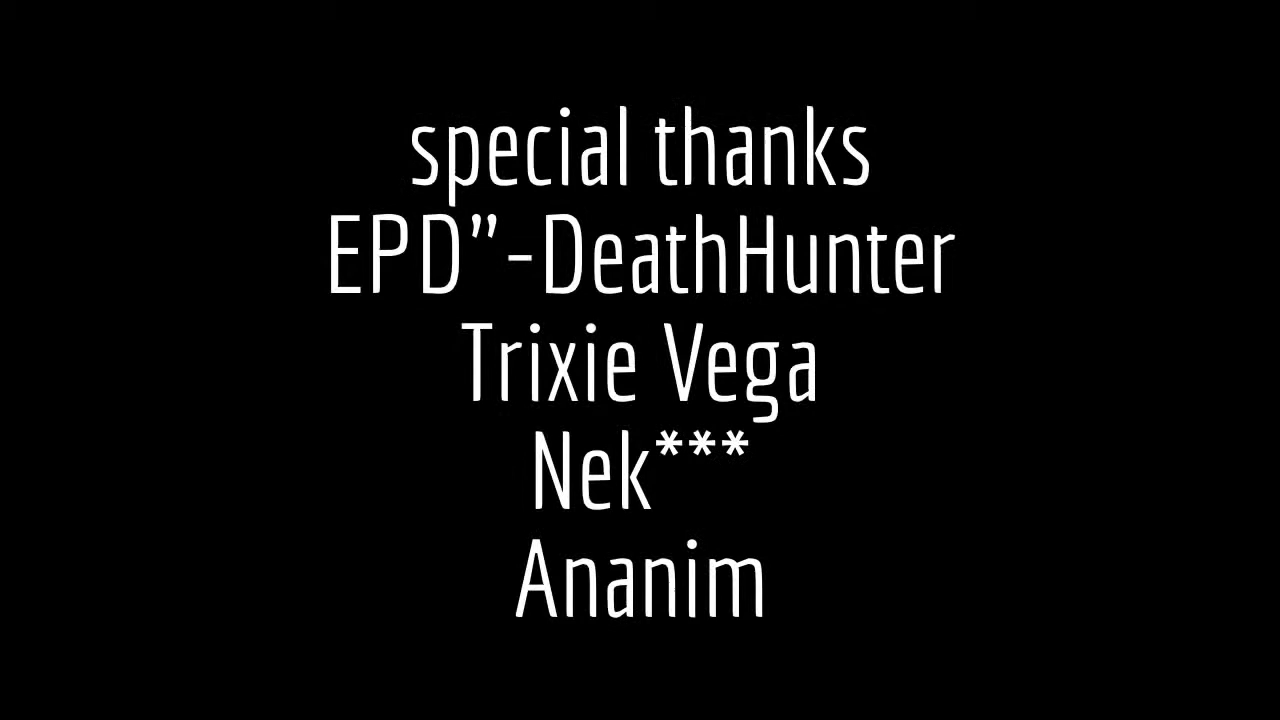 special thanks
EPD”-DeathHunter
Trixie Vega
Nek***
Ananim